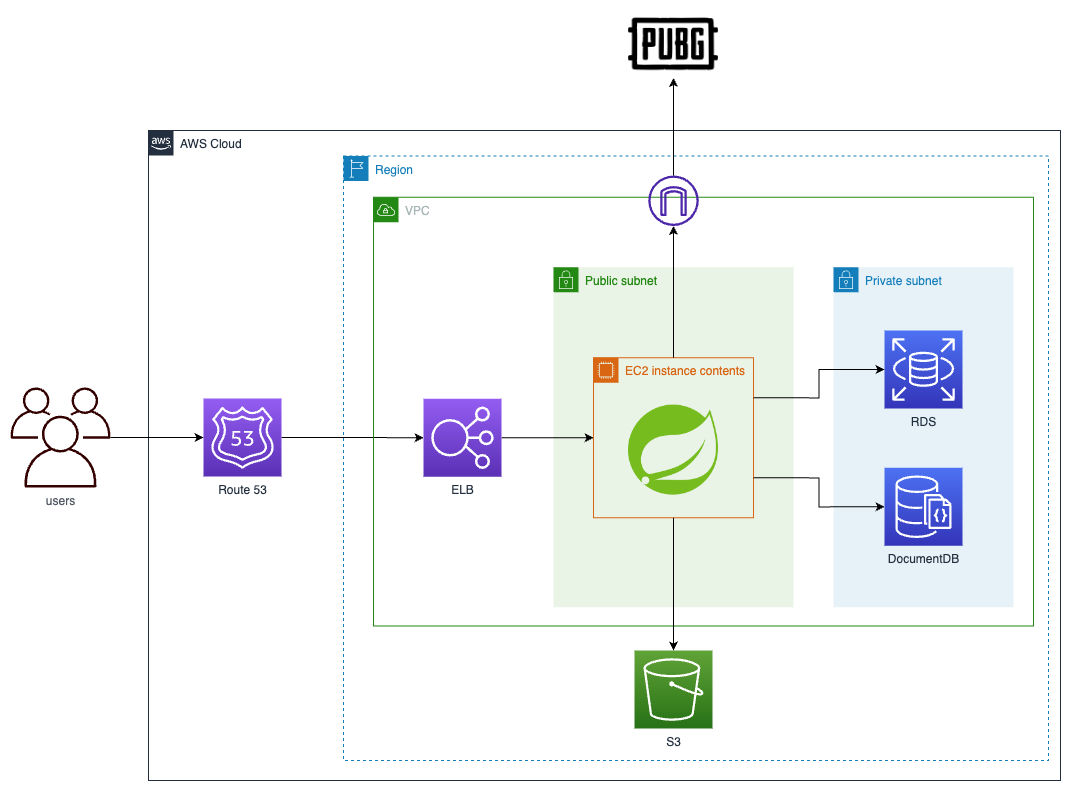 PUBG
aws
AWS Cloud
Region
VPC
Public subnet
Private subnet
EC2 instance contents
RDS
53
users
Route 53
ELB
{}
DocumentDB
S3